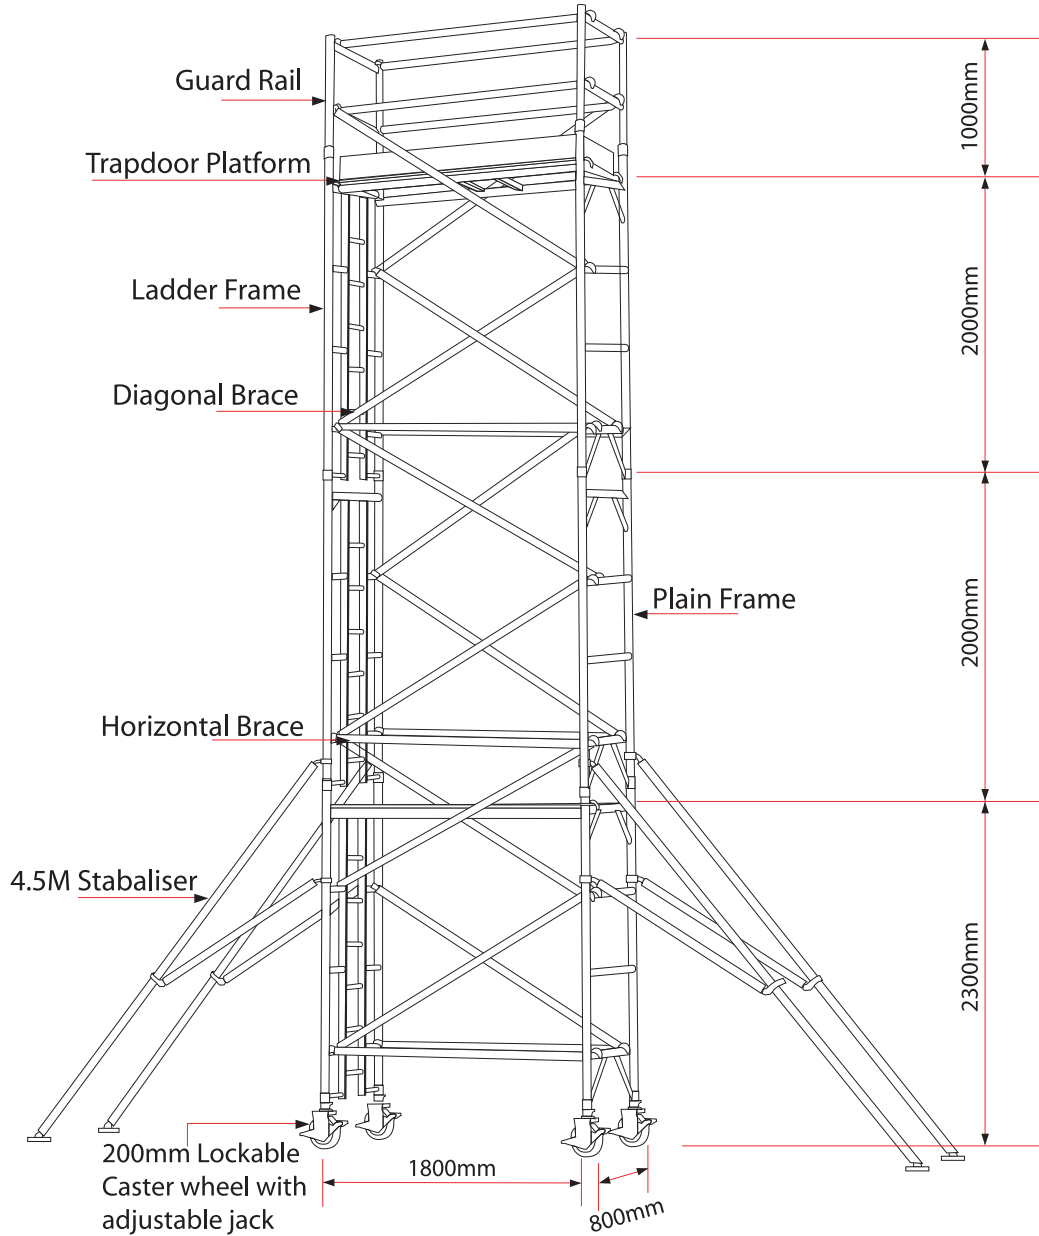 Guard Rail
1000mm
Trapdoor Platform
Ladder Frame
2000mm
Diagonal Brace
Plain Frame
2000mm
Horizontal Brace
4.5M Stabaliser
2300mm
200mm Lockable
Caster wheel with
adjustable jack
1800mm
800mm